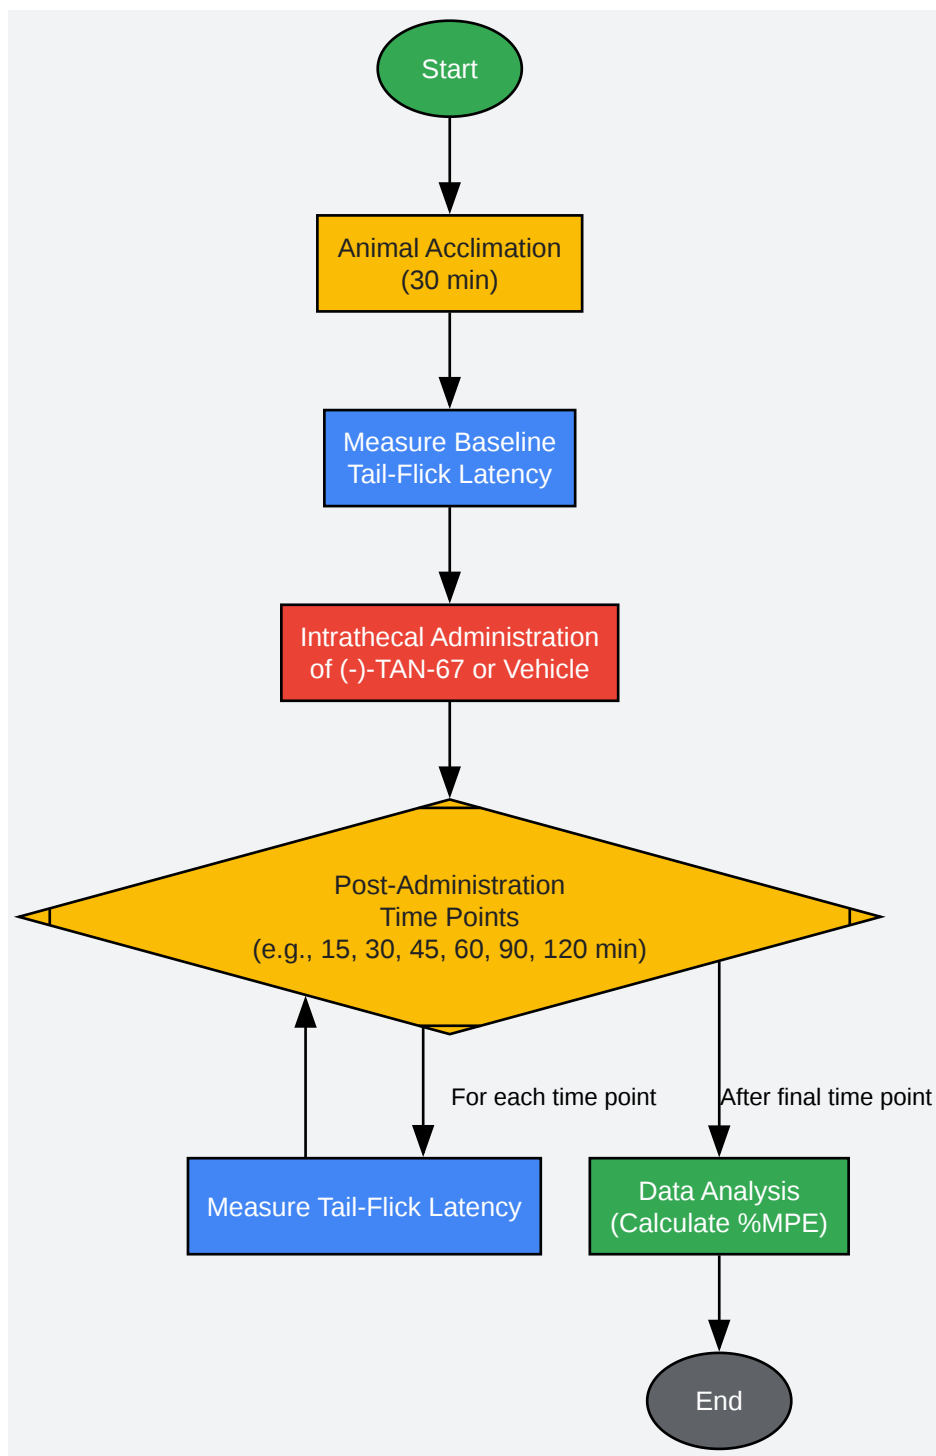 Start
Animal Acclimation
(30 min)
Measure Baseline
Tail-Flick Latency
Intrathecal Administration
of (-)-TAN-67 or Vehicle
Post-Administration
Time Points
(e.g., 15, 30, 45, 60, 90, 120 min)
For each time point
After final time point
Measure Tail-Flick Latency
Data Analysis
(Calculate %MPE)
End